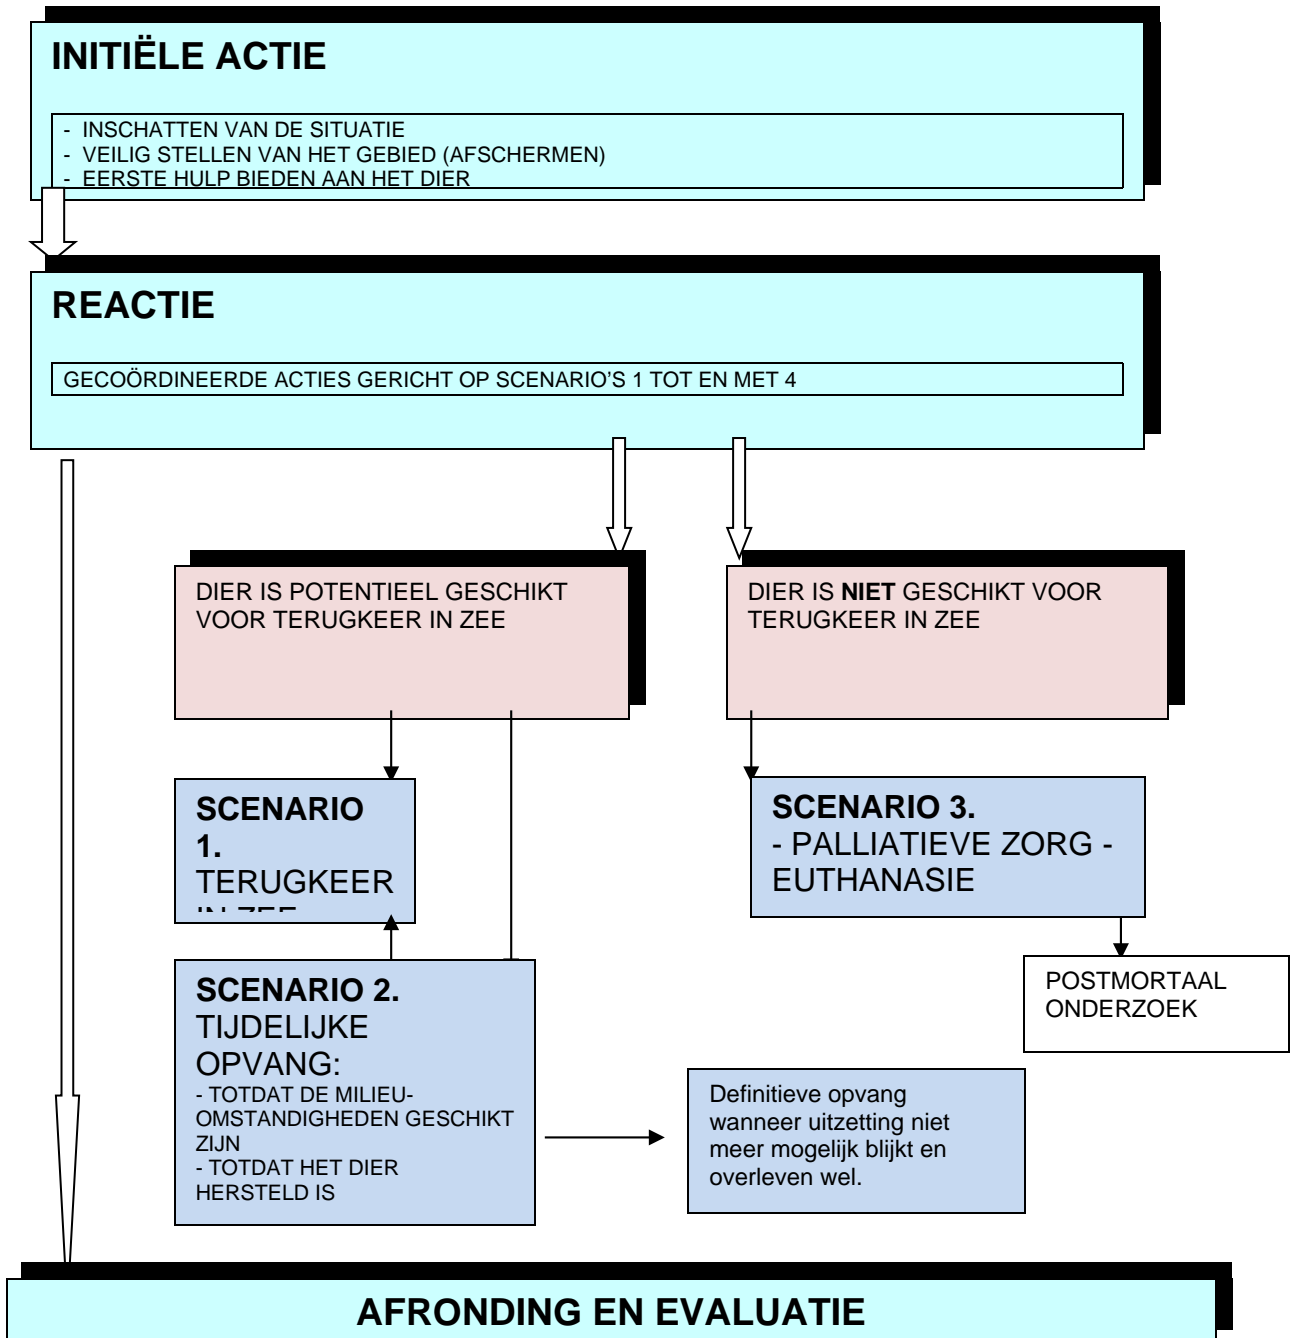 INITIËLE ACTIE
- INSCHATTEN VAN DE SITUATIE
- VEILIG STELLEN VAN HET GEBIED (AFSCHERMEN)
- EERSTE HULP BIEDEN AAN HET DIER
REACTIE
GECOÖRDINEERDE ACTIES GERICHT OP SCENARIO’S 1 TOT EN MET 4
DIER IS POTENTIEEL GESCHIKT
VOOR TERUGKEER IN ZEE
DIER IS NIET GESCHIKT VOOR
TERUGKEER IN ZEE
SCENARIO
1.
TERUGKEER
IN ZEE
SCENARIO 3.
- PALLIATIEVE ZORG -
EUTHANASIE
POSTMORTAAL
ONDERZOEK
SCENARIO 2.
TIJDELIJKE
OPVANG:
- TOTDAT DE MILIEU-
OMSTANDIGHEDEN GESCHIKT
ZIJN
- TOTDAT HET DIER
HERSTELD IS
Definitieve opvang
wanneer uitzetting niet
meer mogelijk blijkt en
overleven wel.
AFRONDING EN EVALUATIE